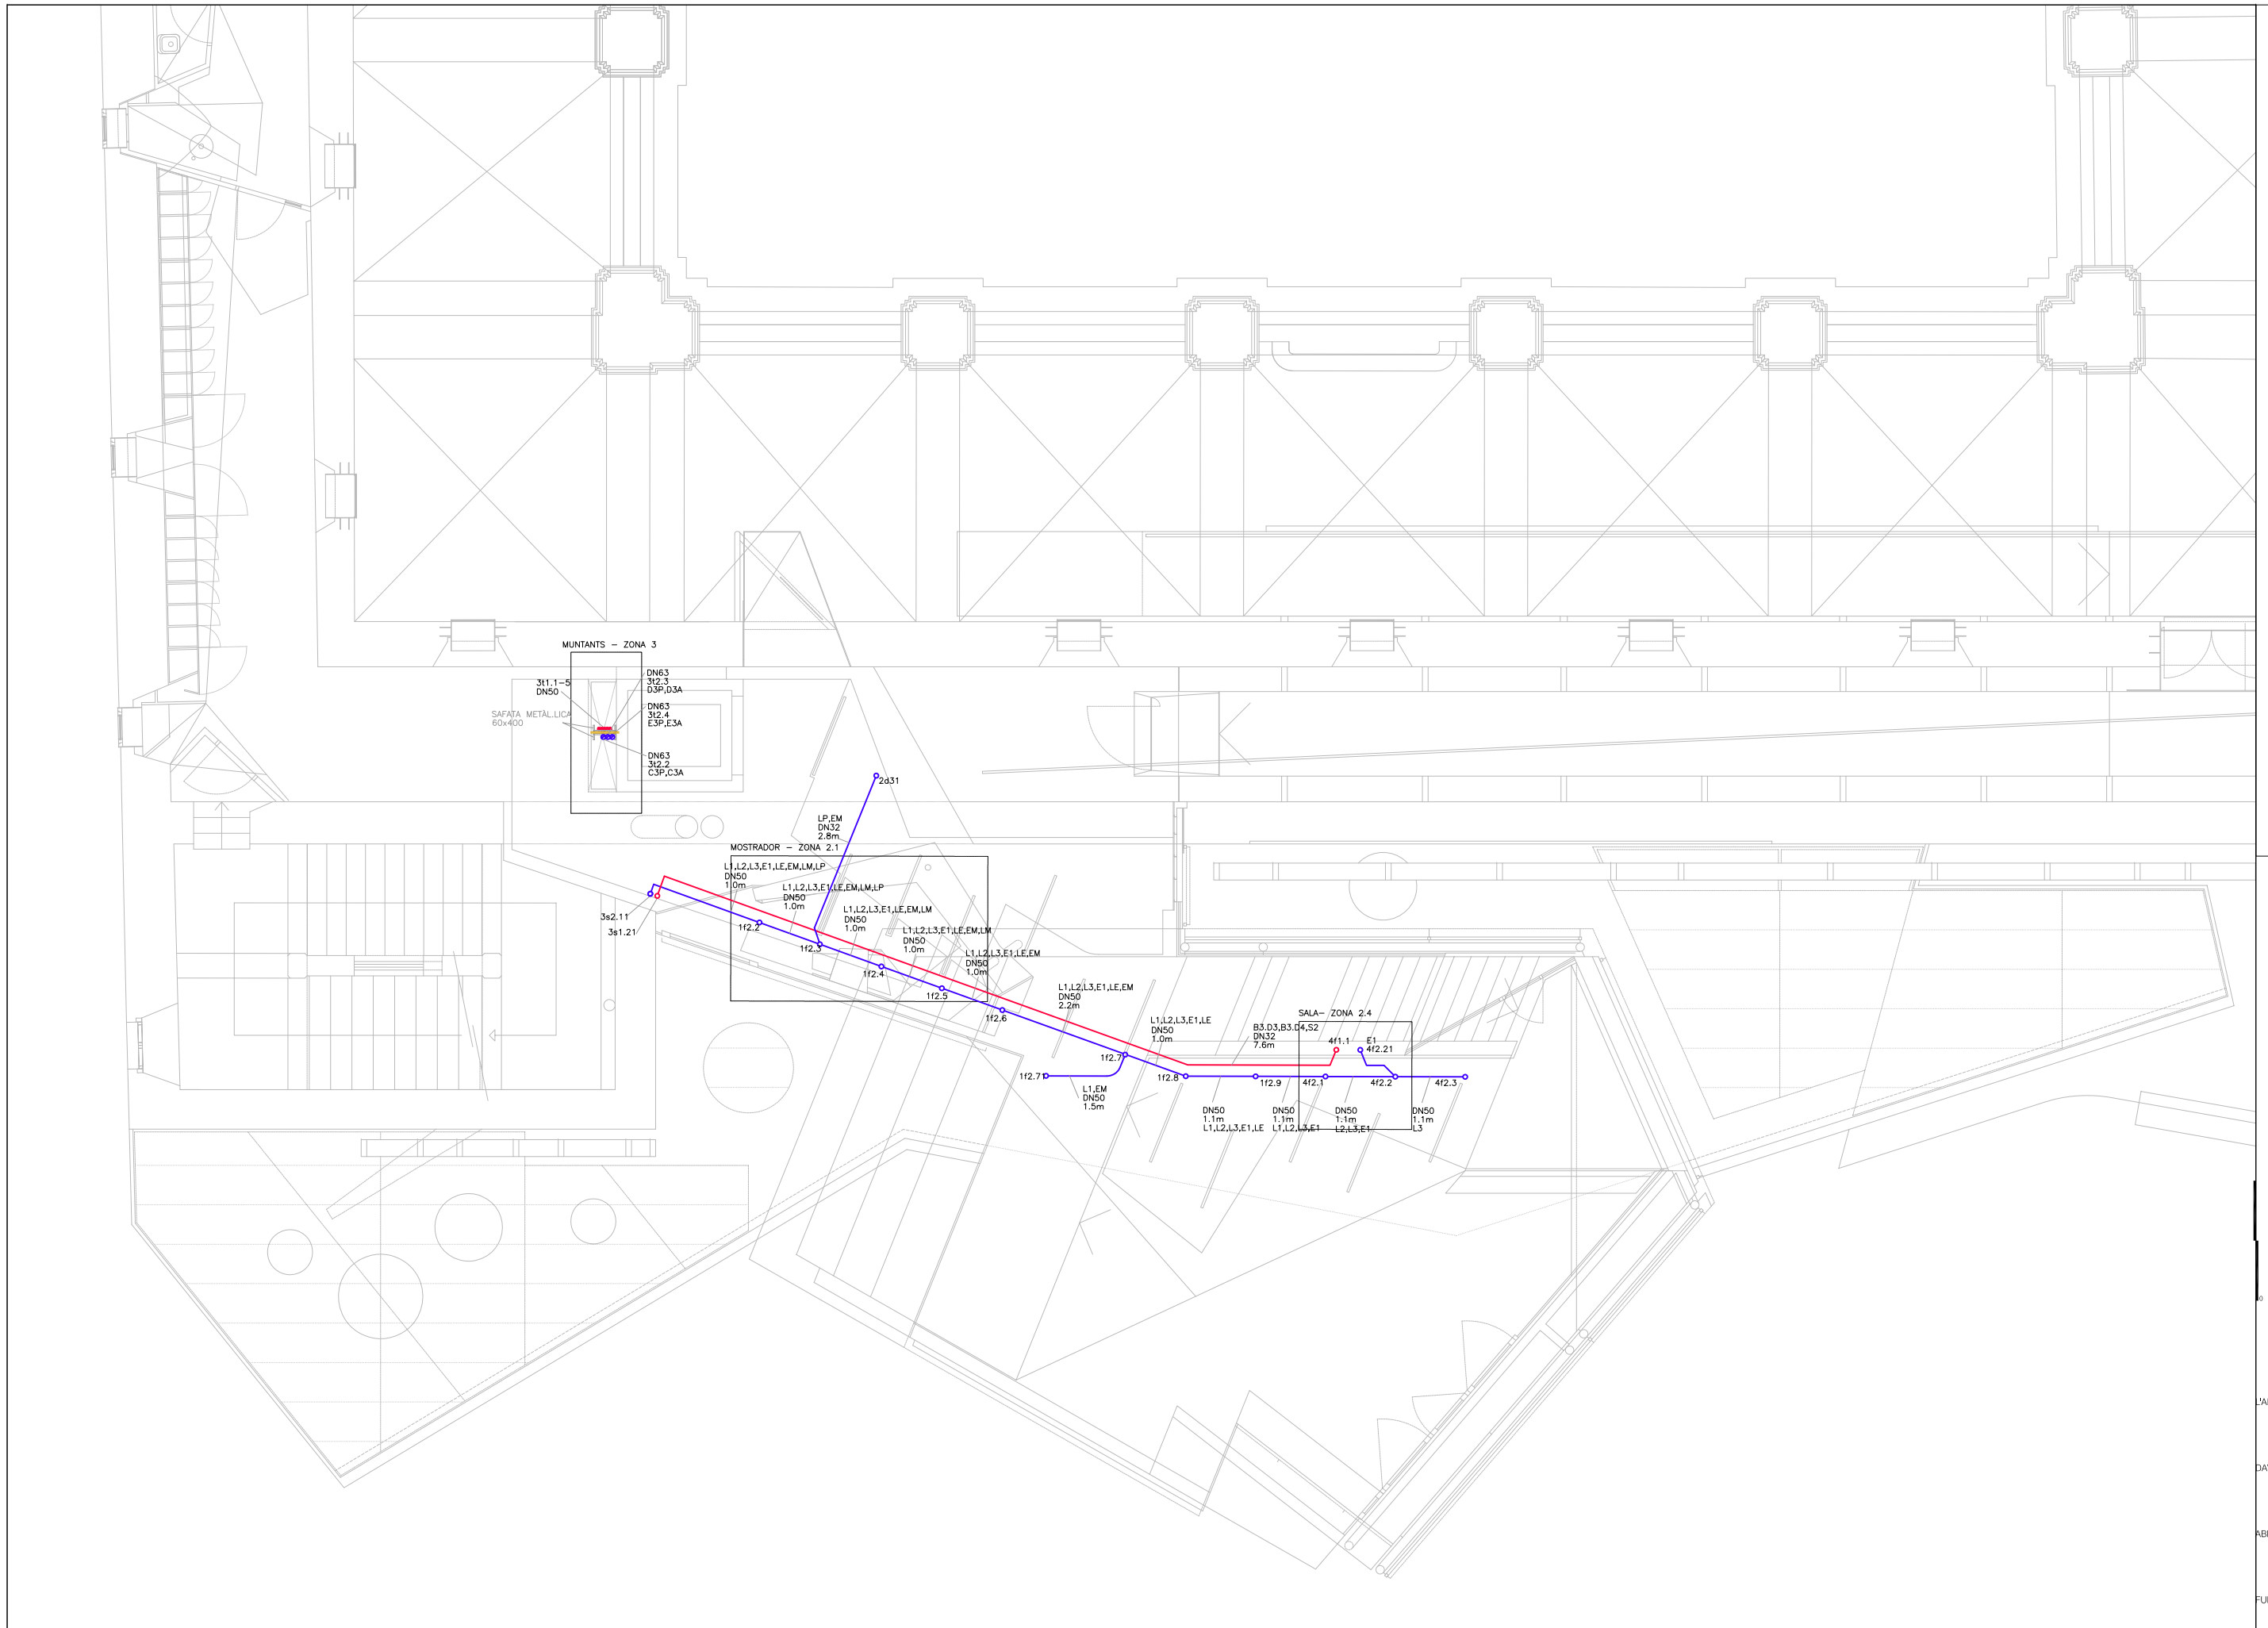 MUNTANTS – ZONA 3
3t1.1-5
DN50
DN63
3t2.3
D3P,D3A
DN63
3t2.4
E3P,E3A
SAFATA METÀL.LICA
60x400
DN63
3t2.2
C3P,C3A
2d31
LP,EM
DN32
2.8m
MOSTRADOR – ZONA 2.1
L1,L2,L3,E1,LE,EM,LM,LP
DN50
1.0m
L1,L2,L3,E1,LE,EM,LM,LP
DN50
1.0m
L1,L2,L3,E1,LE,EM,LM
DN50
1.0m
L1,L2,L3,E1,LE,EM,LM
DN50
1.0m
L1,L2,L3,E1,LE,EM
DN50
1.0m
3s2.11
3s1.21
1f2.2
1f2.3
1f2.4
1f2.5
1f2.6
L1,L2,L3,E1,LE,EM
DN50
2.2m
L1,L2,L3,E1,LE
DN50
1.0m
B3.D3,B3.D4,S2
DN32
7.6m
SALA– ZONA 2.4
4f1.1
E1
4f2.21
1f2.7
1f2.71
1f2.8
1f2.9
4f2.1
4f2.2
4f2.3
L1,EM
DN50
1.5m
DN50
1.1m
L1,L2,L3,E1,LE
DN50
1.1m
L1,L2,L3,E1
DN50
1.1m
L2,L3,E1
DN50
1.1m
L3